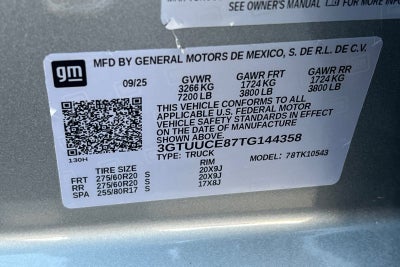 SEE OWNER'S MANUAL
FOR MORE
gm
MFD BY GENERAL MOTORS DE MEXICO, S. DE R.L. DE C.V.
09/25 GVWR GAWR FRT GAWR RR
3266 KG 1724 KG 1724 KG
7200 LB 3800 LB 3800 LB
THIS VEHICLE CONFORMS TO ALL
APPLICABLE U.S. FEDERAL MOTOR
VEHICLE SAFETY STANDARDS IN EFFECT
ON THE DATE OF MANUFACTURE
SHOWN ABOVE.
130H
3GTUUCE87TG144358
TYPE: TRUCK MODEL: 78TK10543
TIRE SIZE RIM
FRT 275/60R20 S 20X9J
RR 275/60R20 S 20X9J
SPA 255/80R17 S 17X8J